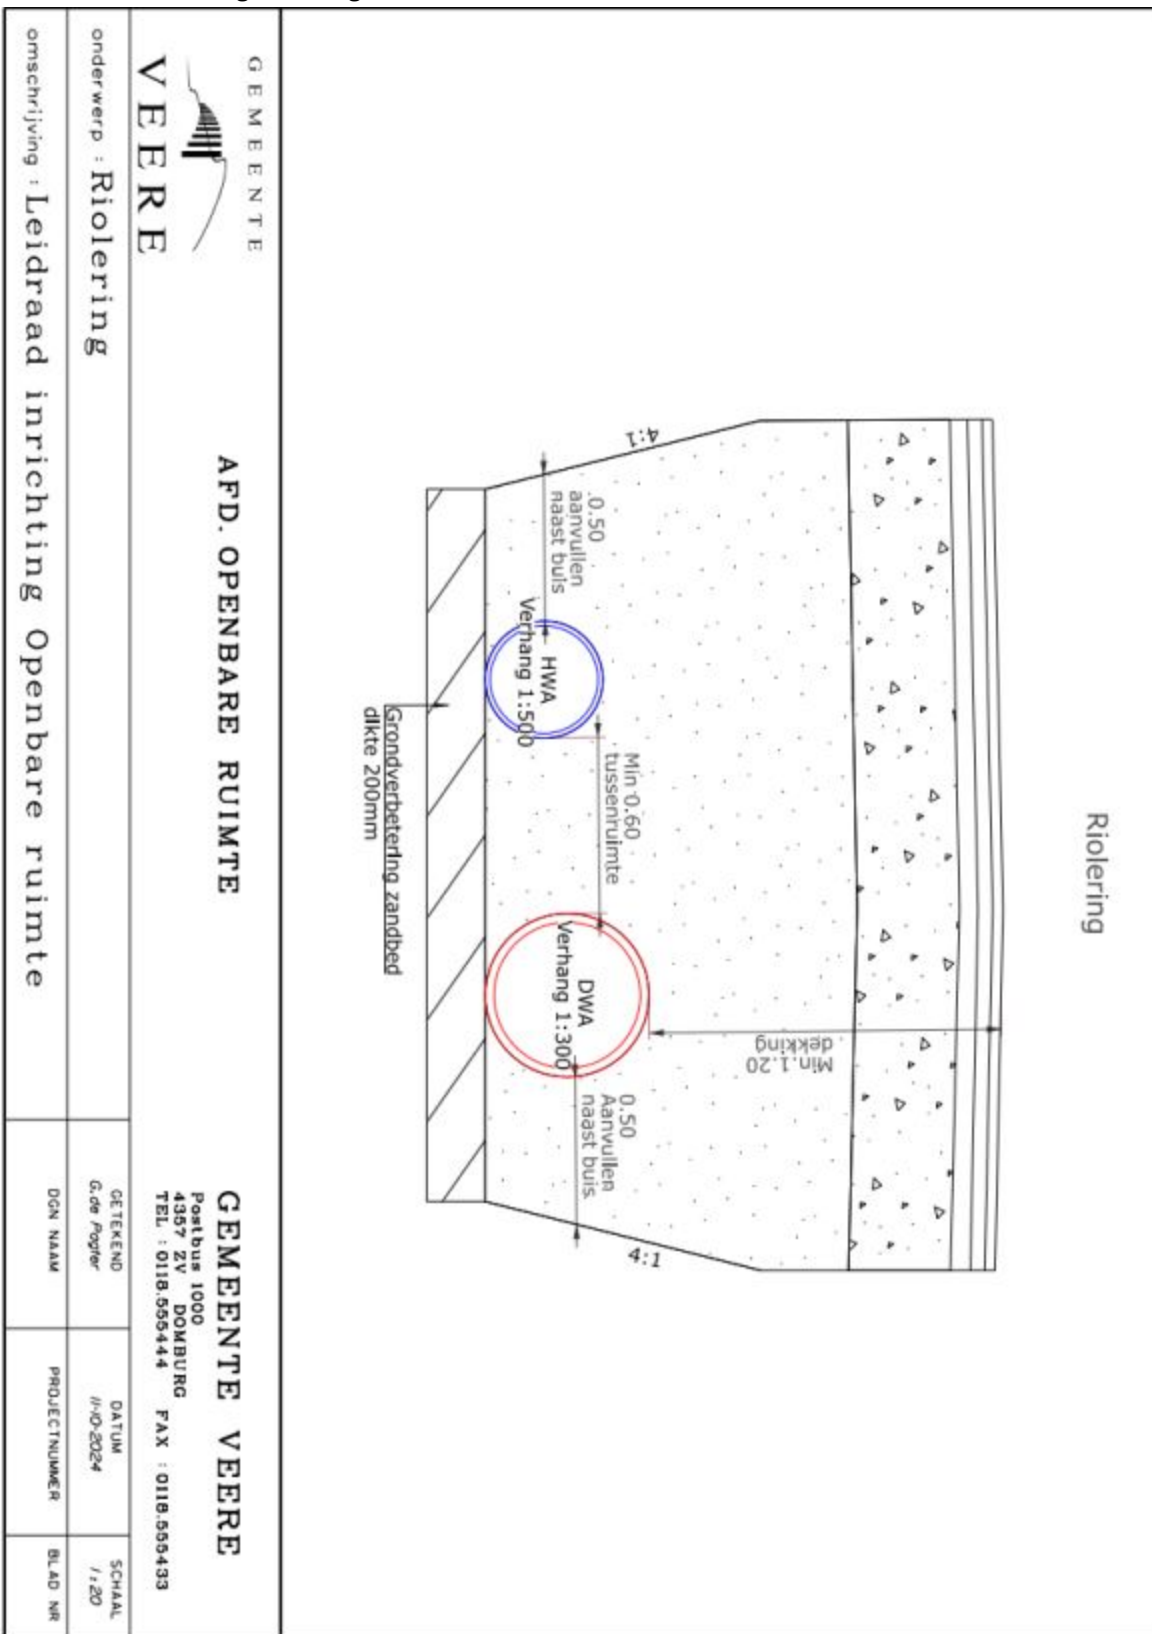 Riolering
4:1
0.50
aanvullen
naast buis
HWA
Verhang 1:500
Min 0.60
tussenruimte
DWA
Verhang 1:300
Min.1.20
dekking
0.50
Aanvullen
naast buis
4:1
Grondverbetering zandbed
dikte 200mm
GEMEENTE
VEERE
AFD. OPENBARE RUIMTE
GEMEENTE VEERE
Postbus 1000
4357 ZV DOMBURG
TEL : 0118.555444 FAX : 0118.555433
onderwerp : Riolering
GETEKEND
G.de Pagter
DATUM
11-10-2024
SCHAAL
1:20
omschrijving : Leidraad inrichting Openbare ruimte
DGN NAAM
PROJECTNUMMER
BLAD NR